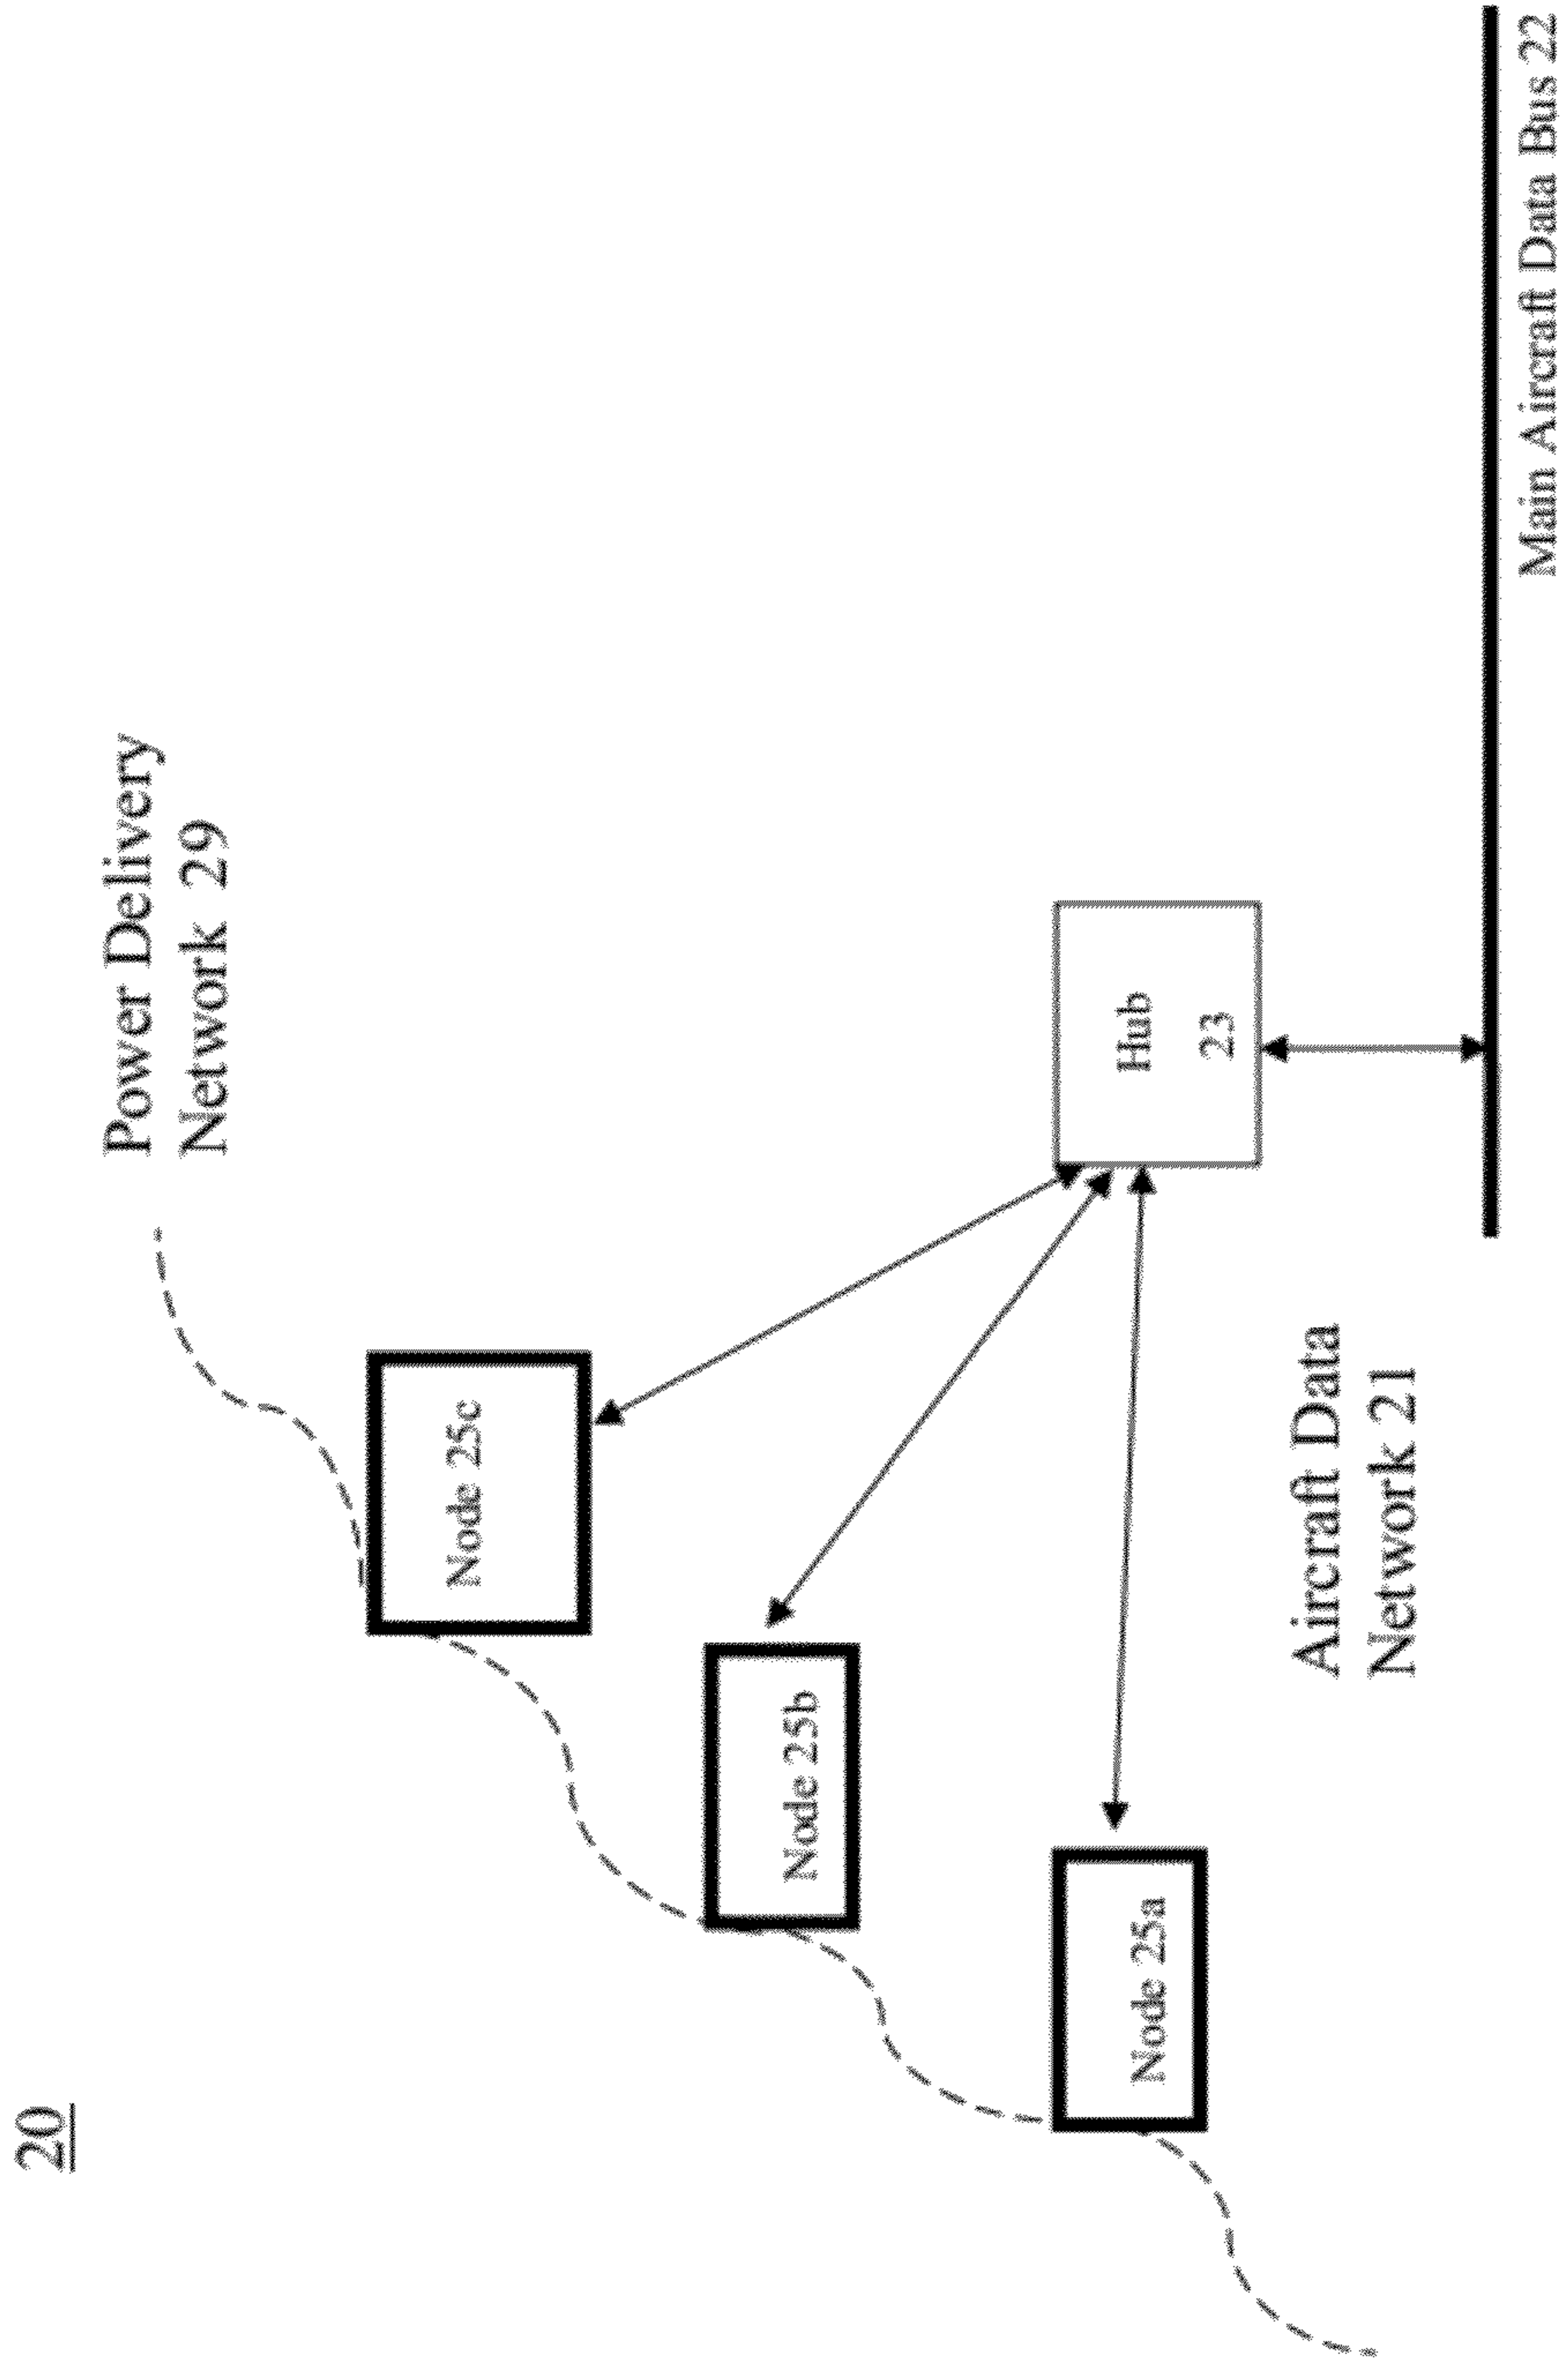 20
Power Delivery
Network 29
Node 25c
Node 25b
Node 25a
Hub
23
Aircraft Data
Network 21
Main Aircraft Data Bus 22